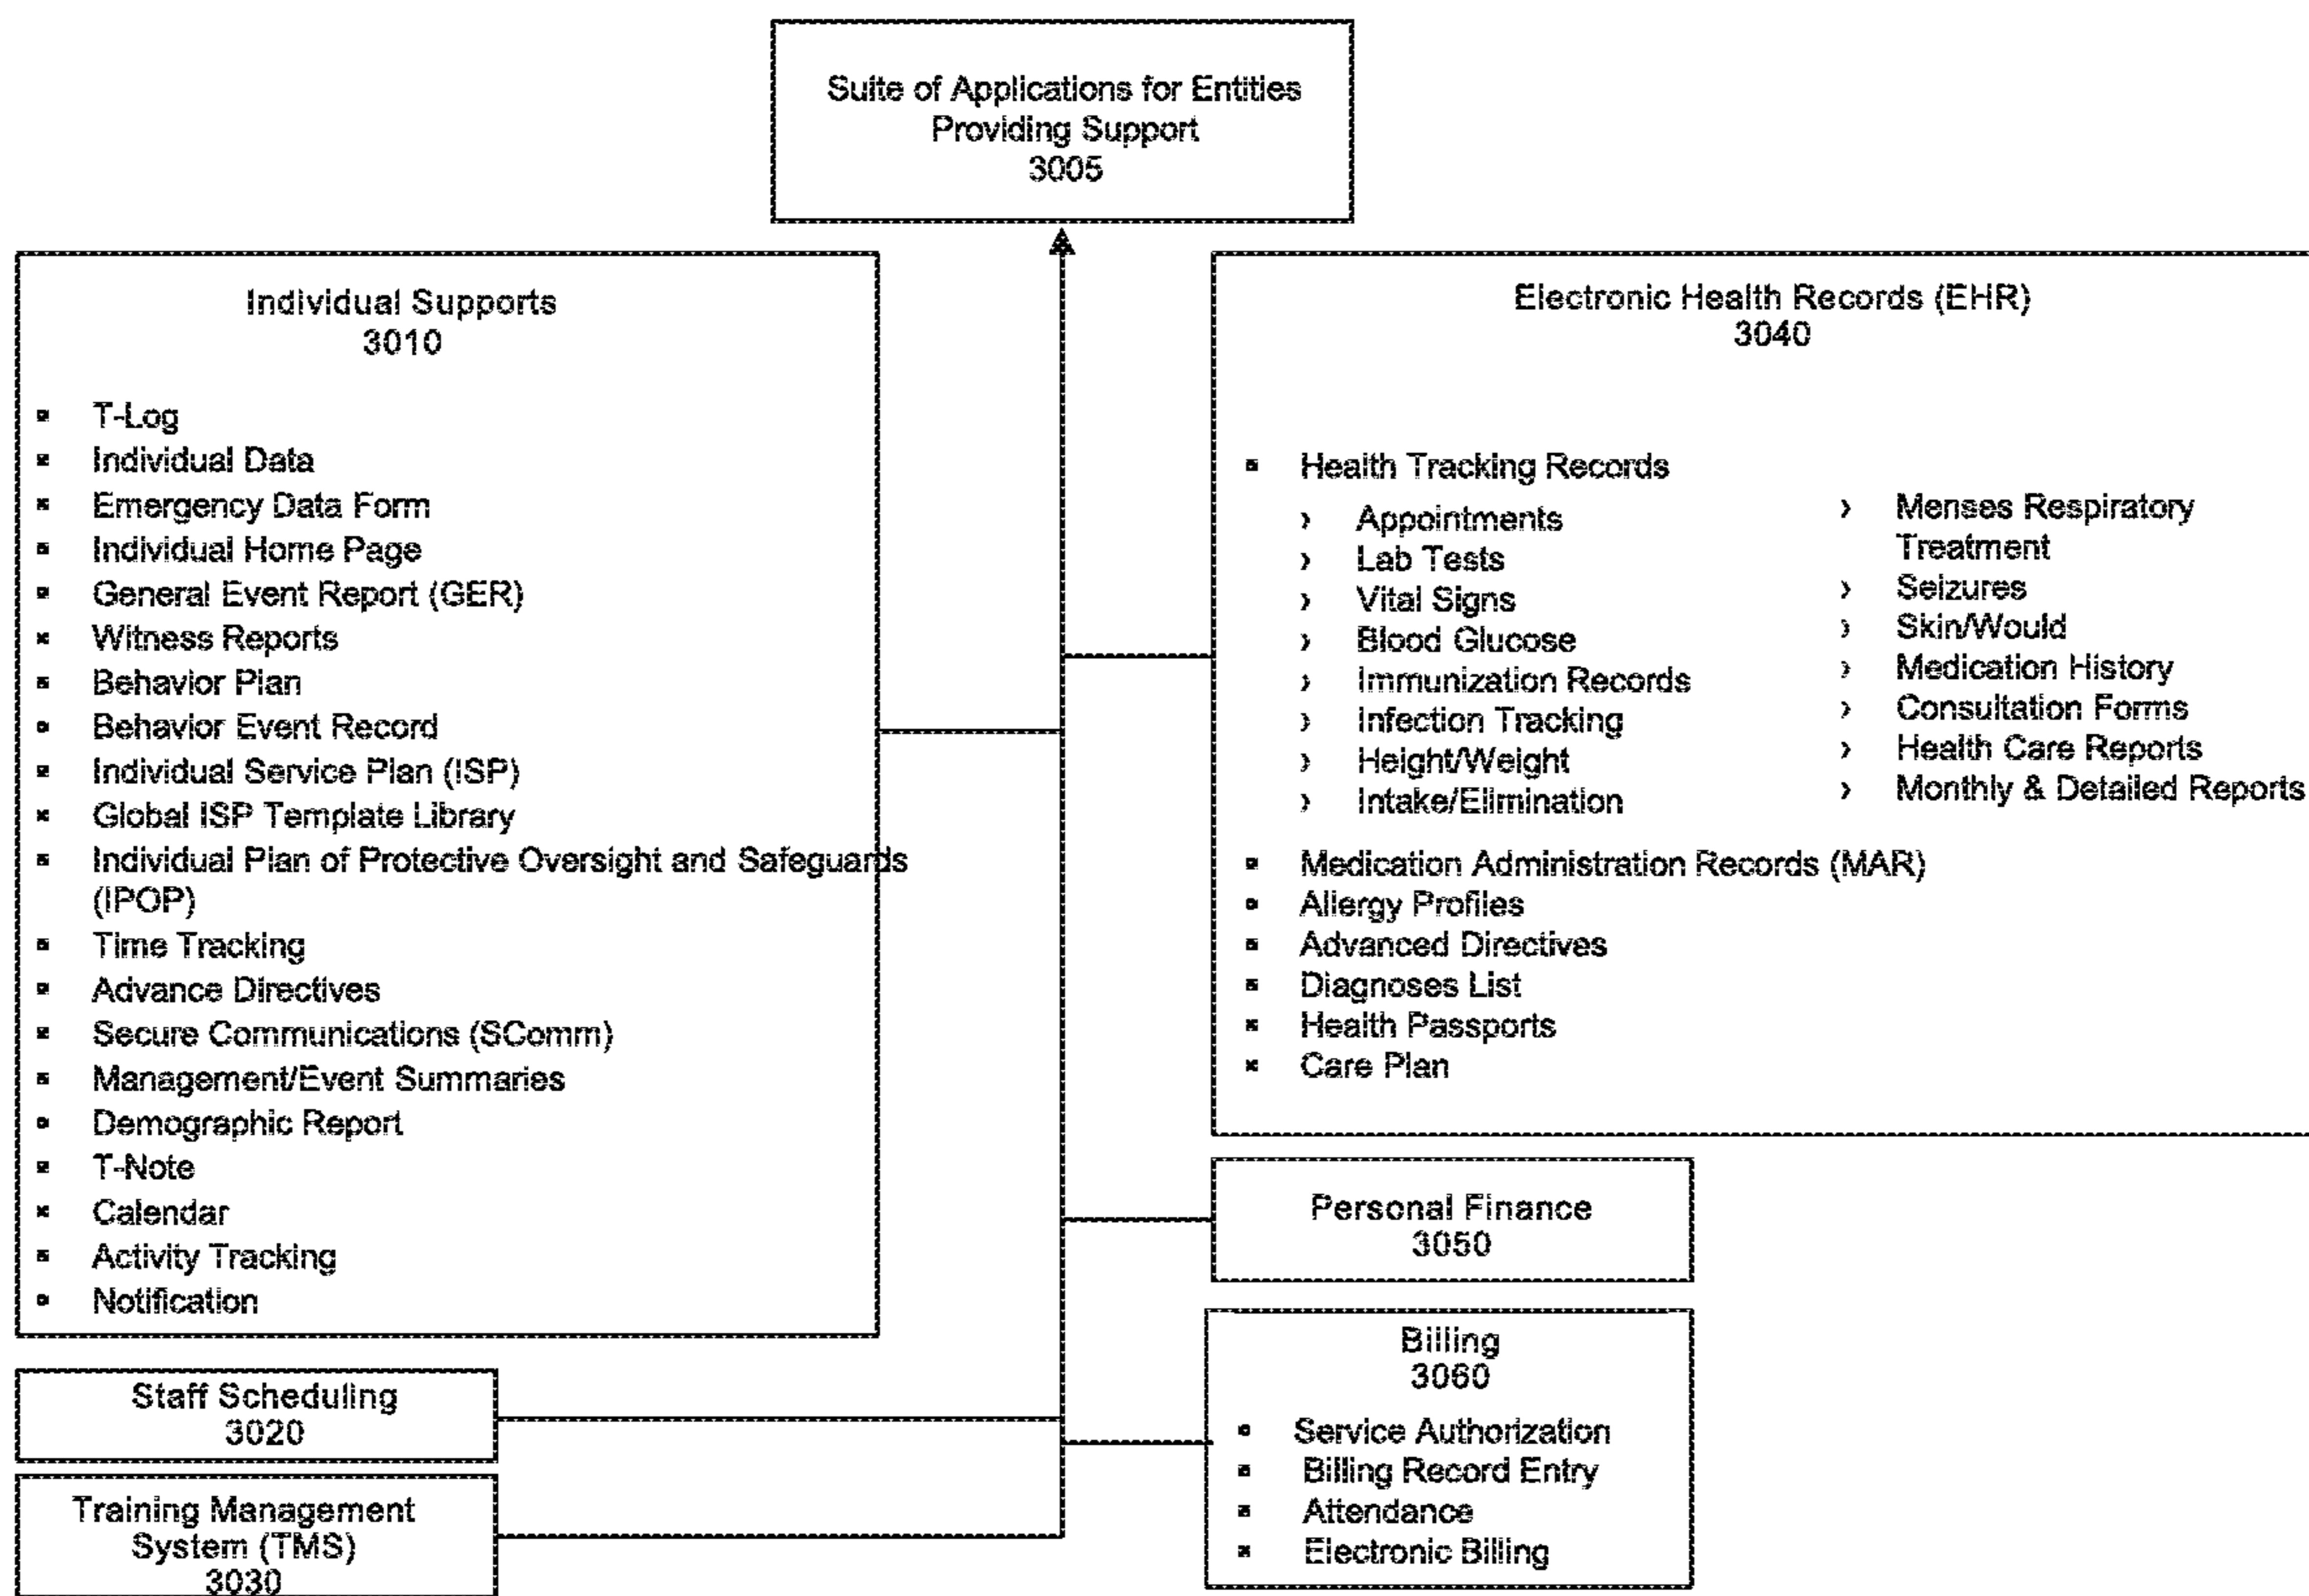 Suite of Applications for Entities
Providing Support
3005
Individual Supports
3010
T-Log
Individual Data
Emergency Data Form
Individual Home Page
General Event Report (GER)
Witness Reports
Behavior Plan
Behavior Event Record
Individual Service Plan (ISP)
Global ISP Template Library
Individual Plan of Protective Oversight and Safeguards
(IPOP)
Time Tracking
Advance Directives
Secure Communications (SComm)
Management/Event Summaries
Demographic Report
T-Note
Calendar
Activity Tracking
Notification
Staff Scheduling
3020
Training Management
System (TMS)
3030
Electronic Health Records (EHR)
3040
Health Tracking Records
Appointments
Lab Tests
Vital Signs
Blood Glucose
Immunization Records
Infection Tracking
Height/Weight
Intake/Elimination
Menses Respiratory
Treatment
Seizures
Skin/Would
Medication History
Consultation Forms
Health Care Reports
Monthly & Detailed Reports
Medication Administration Records (MAR)
Allergy Profiles
Advanced Directives
Diagnoses List
Health Passports
Care Plan
Personal Finance
3050
Billing
3060
Service Authorization
Billing Record Entry
Attendance
Electronic Billing